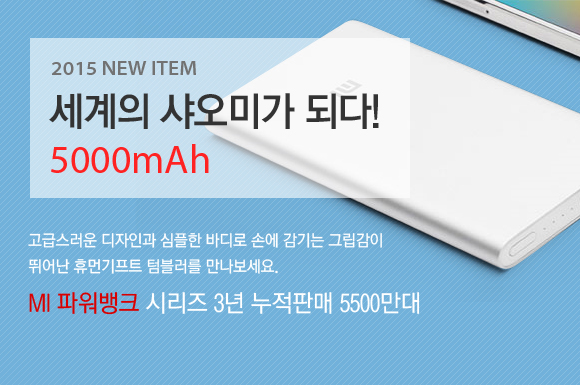 2015 NEW ITEM
세계의 샤오미가 되다!
5000mAh
고급스러운 디자인과 심플한 바디로 손에 감기는 그립감이
뛰어난 휴먼기프트 텀블러를 만나보세요.
MI 파워뱅크 시리즈 3년 누적판매 5500만대